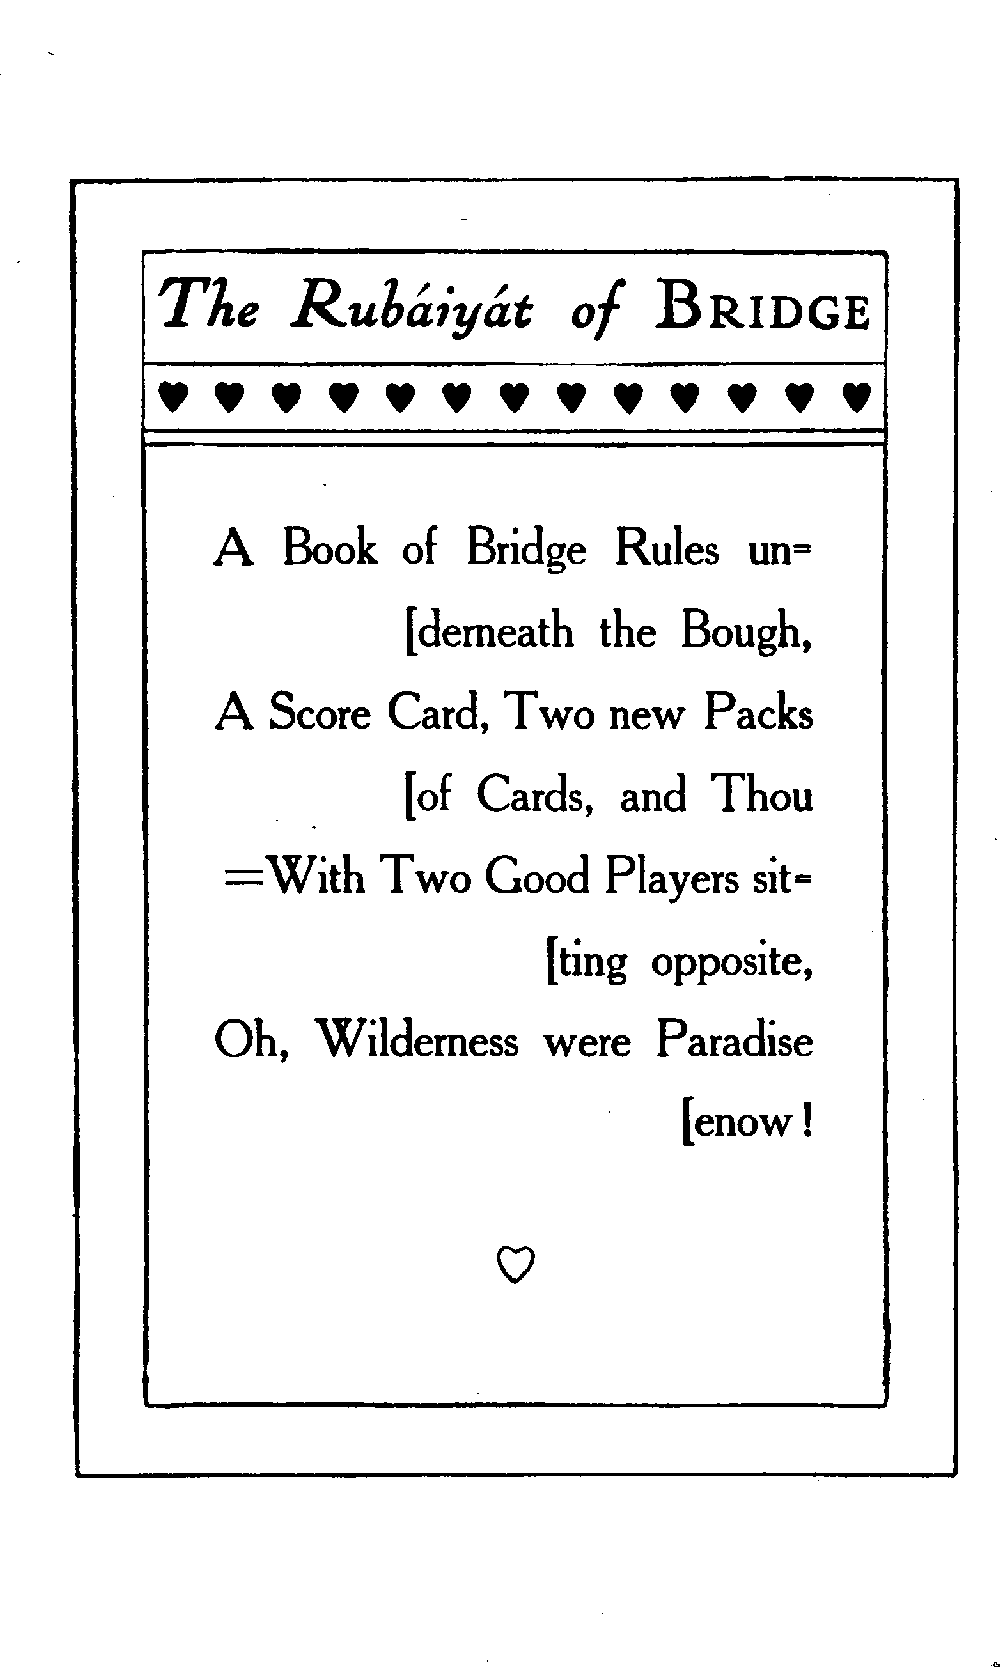 The Rubáiyát of BRIDGE
A Book of Bridge Rules un=
[derneath the Bough,
A Score Card, Two new Packs
[of Cards, and Thou
=With Two Good Players sit=
[ting opposite,
Oh, Wilderness were Paradise
[enow!